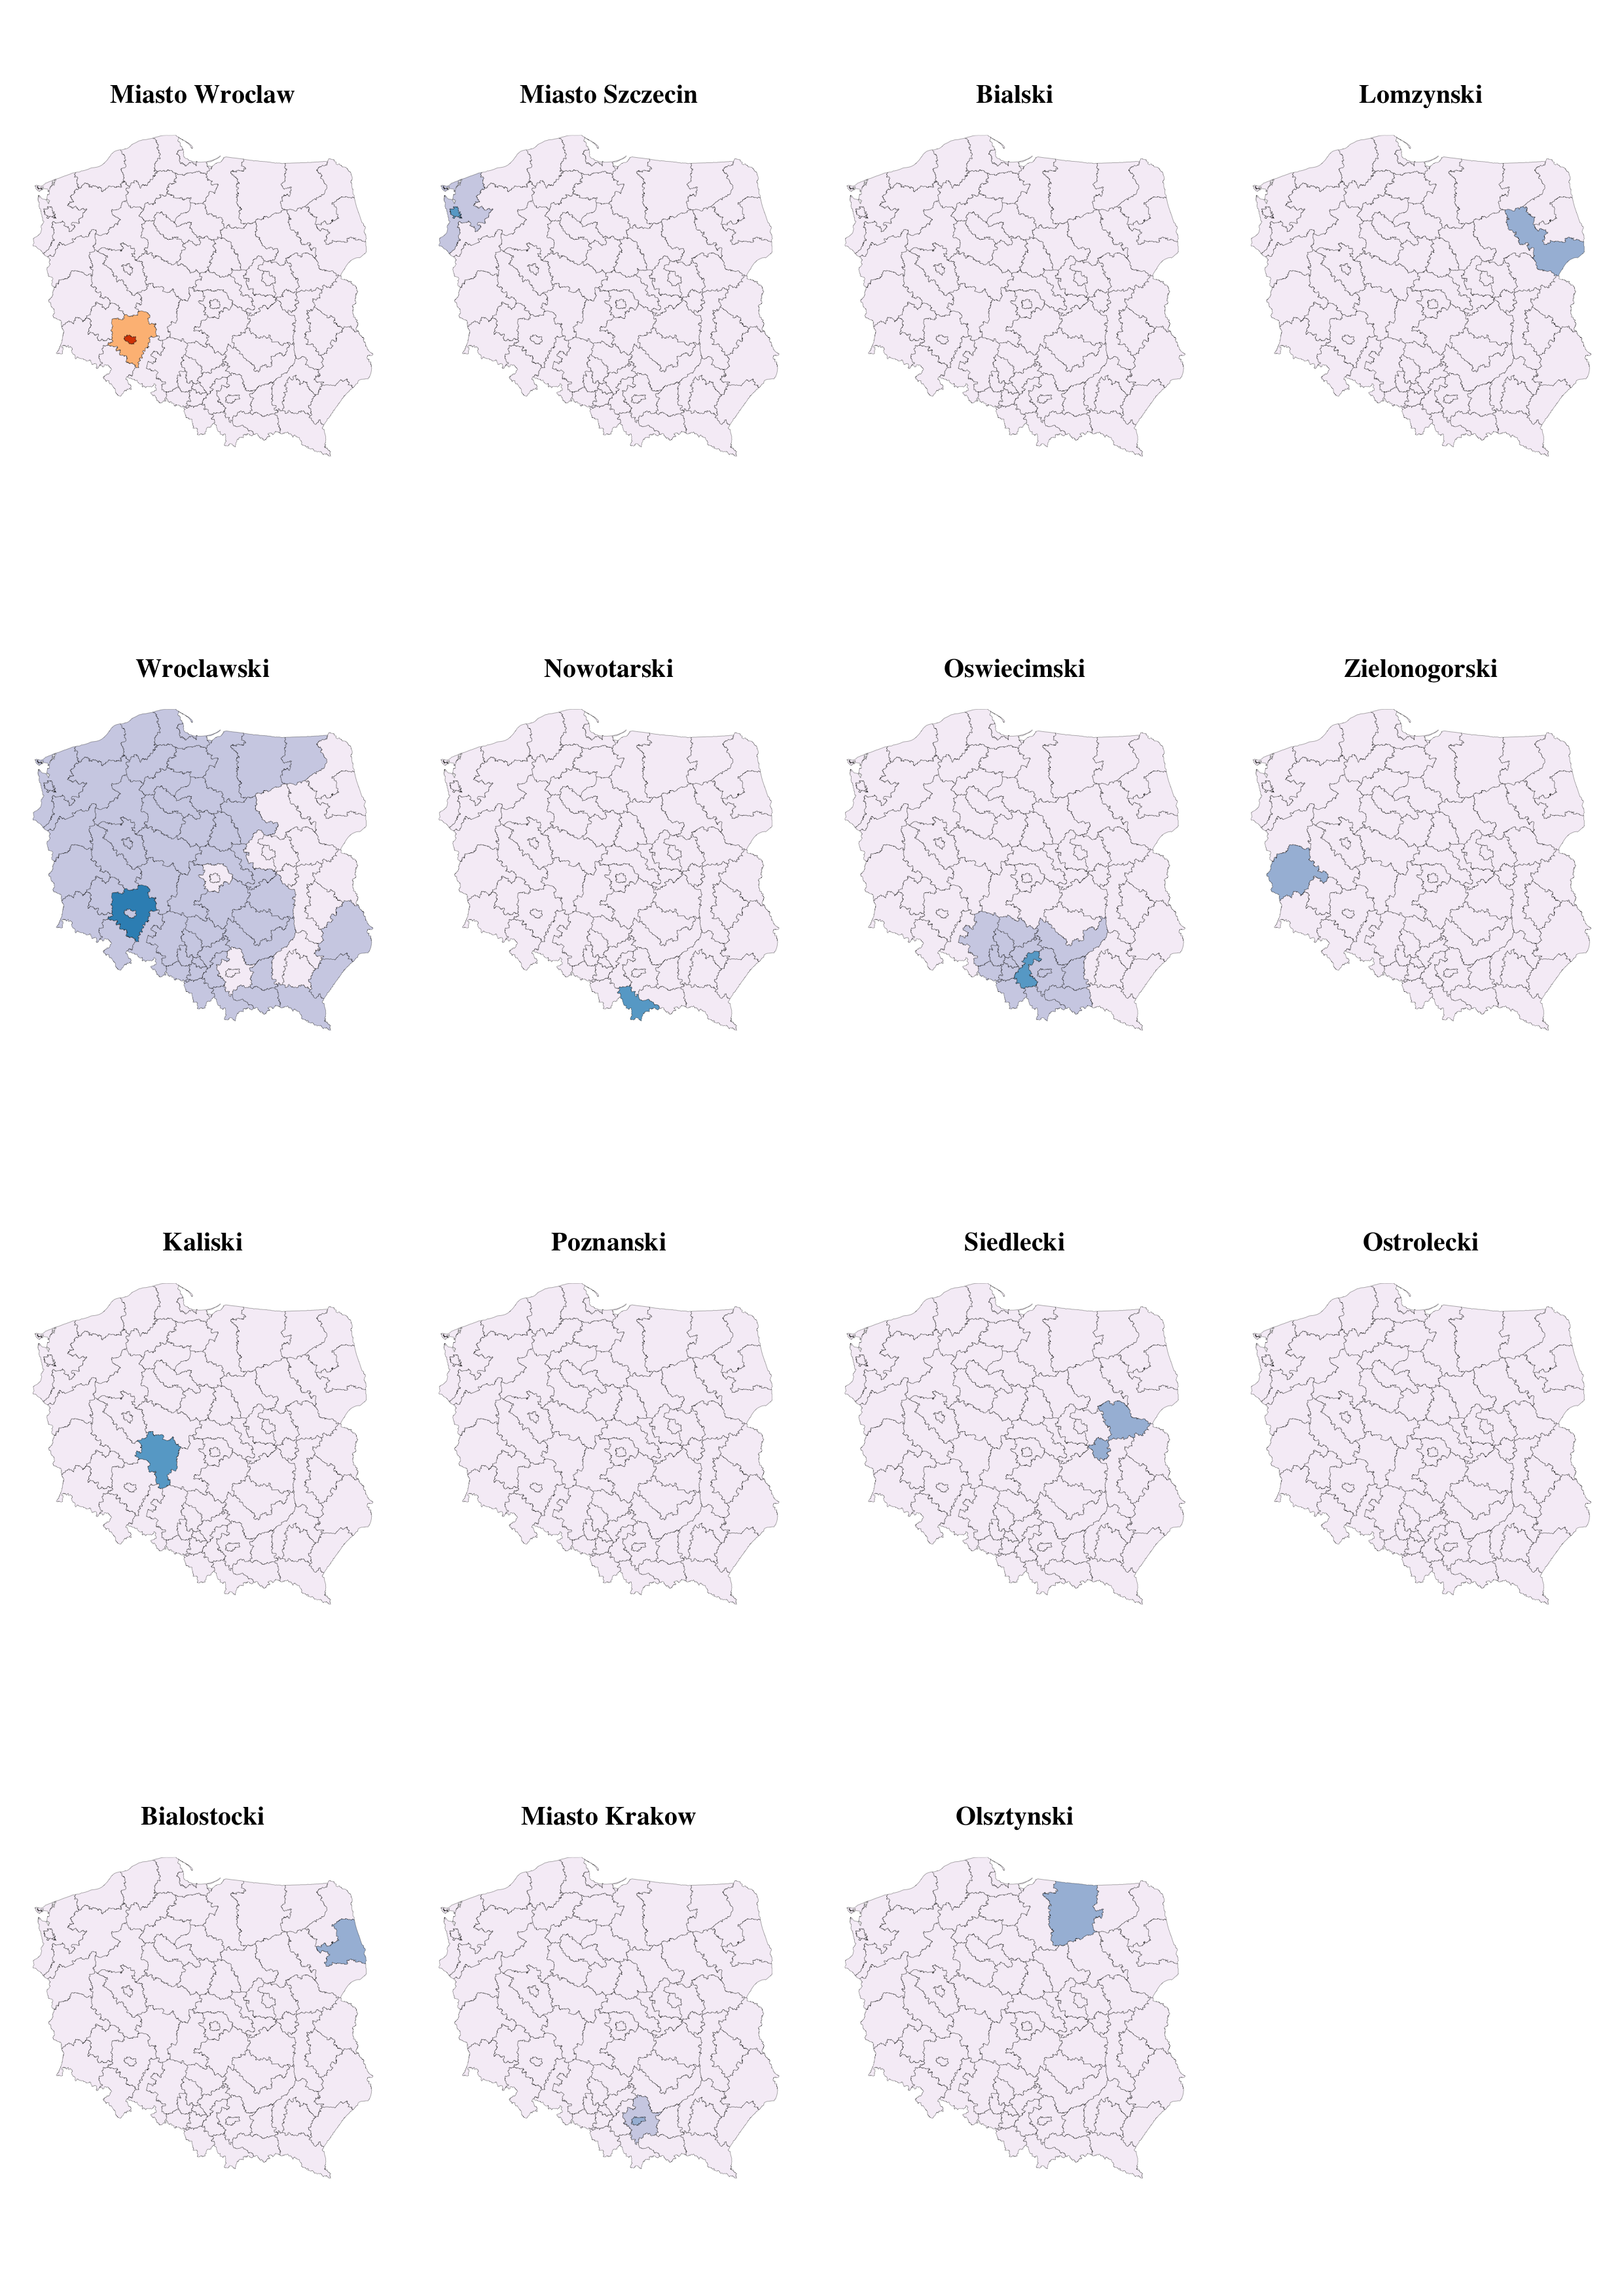 Miasto Wroclaw
Miasto Szczecin
Bialski
Lomzynski
Wroclawski
Nowotarski
Oswiecimski
Zielonogorski
Kaliski
Poznanski
Siedlecki
Ostrolecki
Bialostocki
Miasto Krakow
Olsztynski